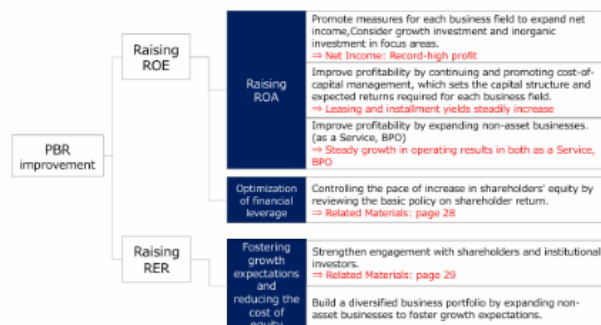 PBR
improvement
Raising
ROE
Raising
RER
Raising
ROA
Promote measures for each business field to expand net
income,Consider growth investment and inorganic
investment in focus areas.
⇒ Net Income: Record-high profit
Improve profitability by continuing and promoting cost-of-
capital management, which sets the capital structure and
expected returns required for each business field.
⇒ Leasing and installment yields steadily increase
Improve profitability by expanding non-asset businesses.
(as a Service, BPO)
⇒ Steady growth in operating results in both as a Service,
BPO
Optimization
of financial
leverage
Controlling the pace of increase in shareholders' equity by
reviewing the basic policy on shareholder return.
⇒ Related Materials: page 28
Fostering
growth
expectations
and
reducing the
cost of
equity
Strengthen engagement with shareholders and institutional
investors.
⇒ Related Materials: page 29
Build a diversified business portfolio by expanding non-
asset businesses to foster growth expectations.